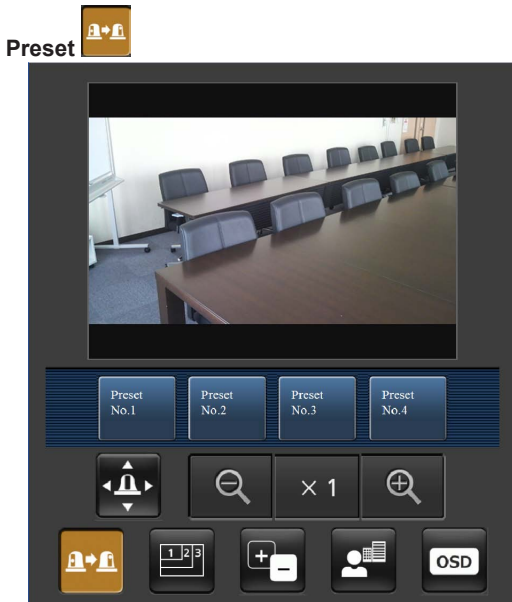 Preset
Preset No.1
Preset No.2
Preset No.3
Preset No.4
× 1
1 2 3
+
−
OSD